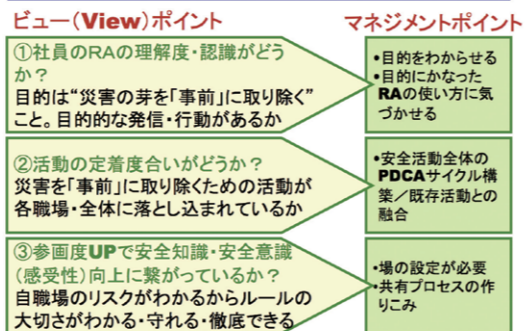 ビュー(View)ポイント
マネジメントポイント
①社員のRAの理解度・認識がどう
か?
目的は“災害の芽を「事前」に取り除く”
こと。目的的な発信・行動があるか
•目的をわからせる
•目的にかなった
RAの使い方に気
づかせる
②活動の定着度合いがどうか?
災害を「事前」に取り除くための活動が
各職場・全体に落とし込まれているか
•安全活動全体の
PDCAサイクル構
築／既存活動との
融合
③参画度UPで安全知識・安全意識
(感受性)向上に繋がっているか?
自職場のリスクがわかるからルールの
大切さがわかる・守れる・徹底できる
•場の設定が必要
•共有プロセスの作
りこみ